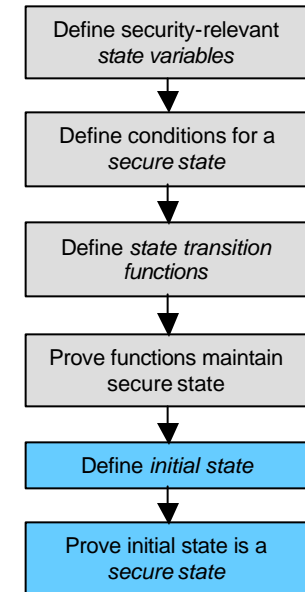 Define security-relevant
state variables
Define conditions for a
secure state
Define state transition
functions
Prove functions maintain
secure state
Define initial state
Prove initial state is a
secure state